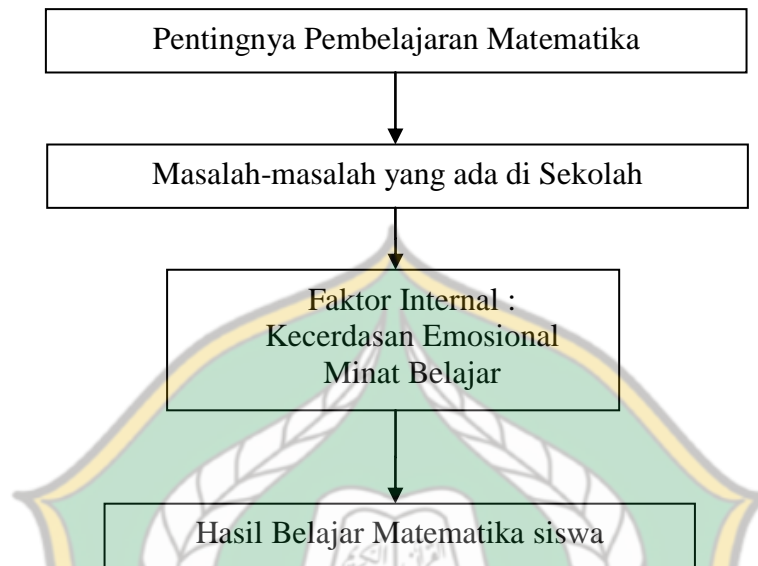 Pentingnya Pembelajaran Matematika
Masalah-masalah yang ada di Sekolah
Faktor Internal :
Kecerdasan Emosional
Minat Belajar
Hasil Belajar Matematika siswa